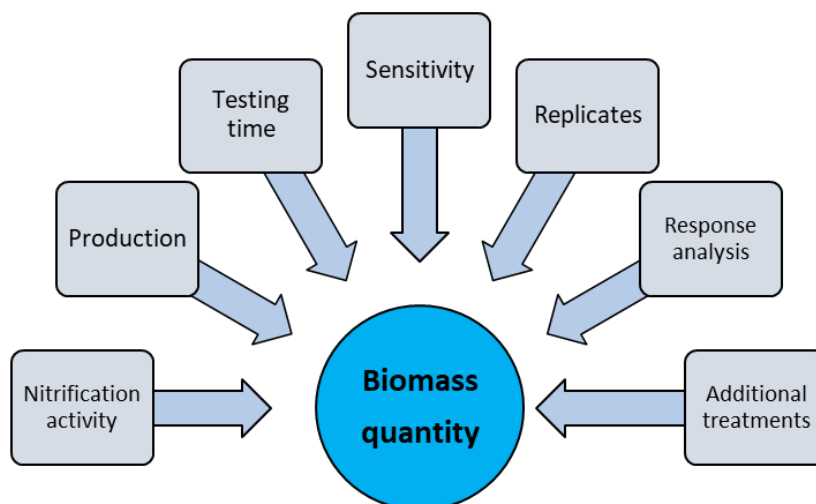 Sensitivity
Testing
time
Replicates
Production
Response
analysis
Nitrification
activity
Biomass
quantity
Additional
treatments